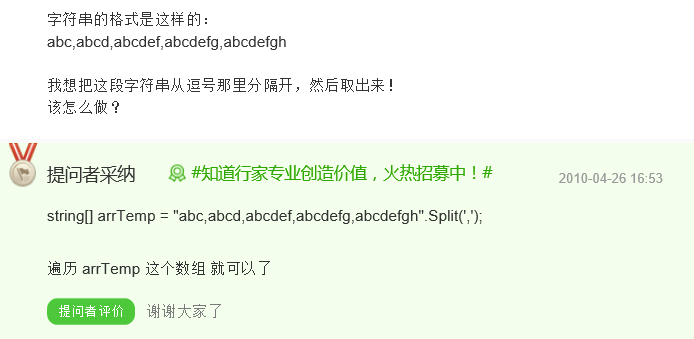 字符串的格式是这样的：
abc,abcd,abcdef,abcdefg,abcdefgh
我想把这段字符串从逗号那里分隔开，然后取出来！
该怎么做？
提问者采纳 #知道行家专业创造价值，火热招募中！# 2010-04-26 16:53
string[] arrTemp = "abc,abcd,abcdef,abcdefg,abcdefgh".Split(',');
遍历 arrTemp 这个数组 就可以了
提问者评价 谢谢大家了